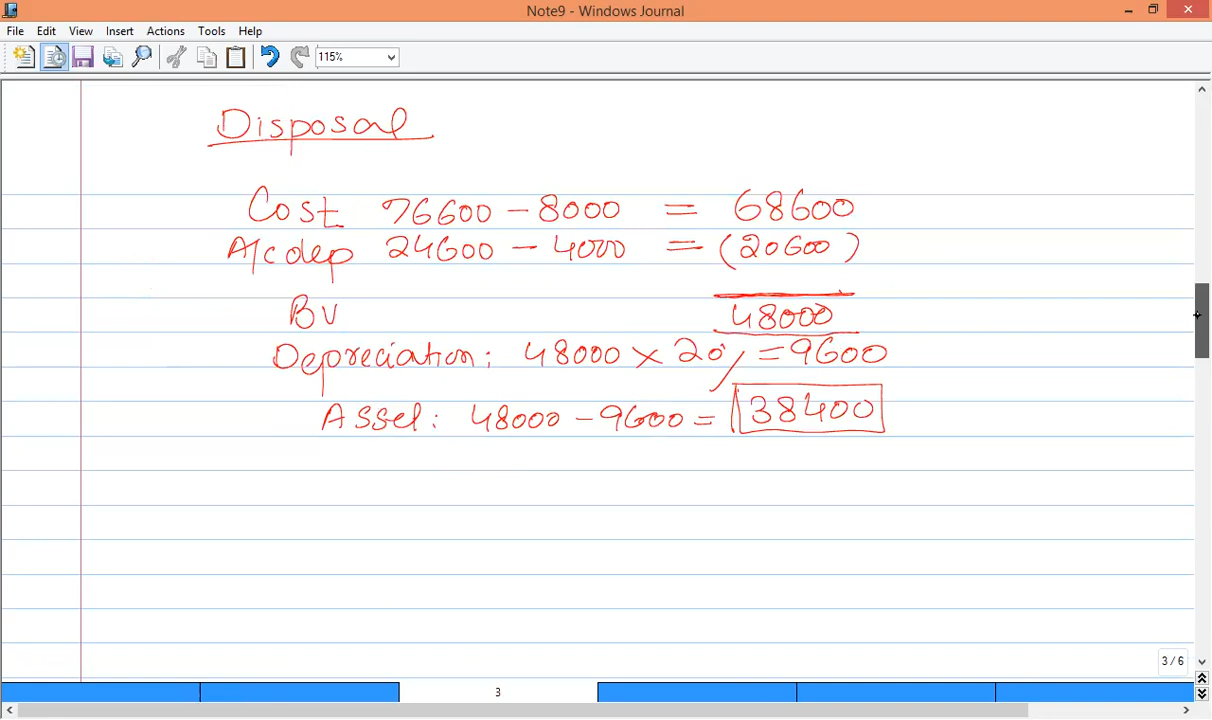 Note9 - Windows Journal
File Edit View Insert Actions Tools Help
115%
Disposal
Cost 76600 - 8000 = 68600
A/c dep 24600 - 4000 = (20600)
BV 48000
Depreciation: 48000 × 20% = 9600
Assel: 48000 - 9600 = 38400
3 / 6
3